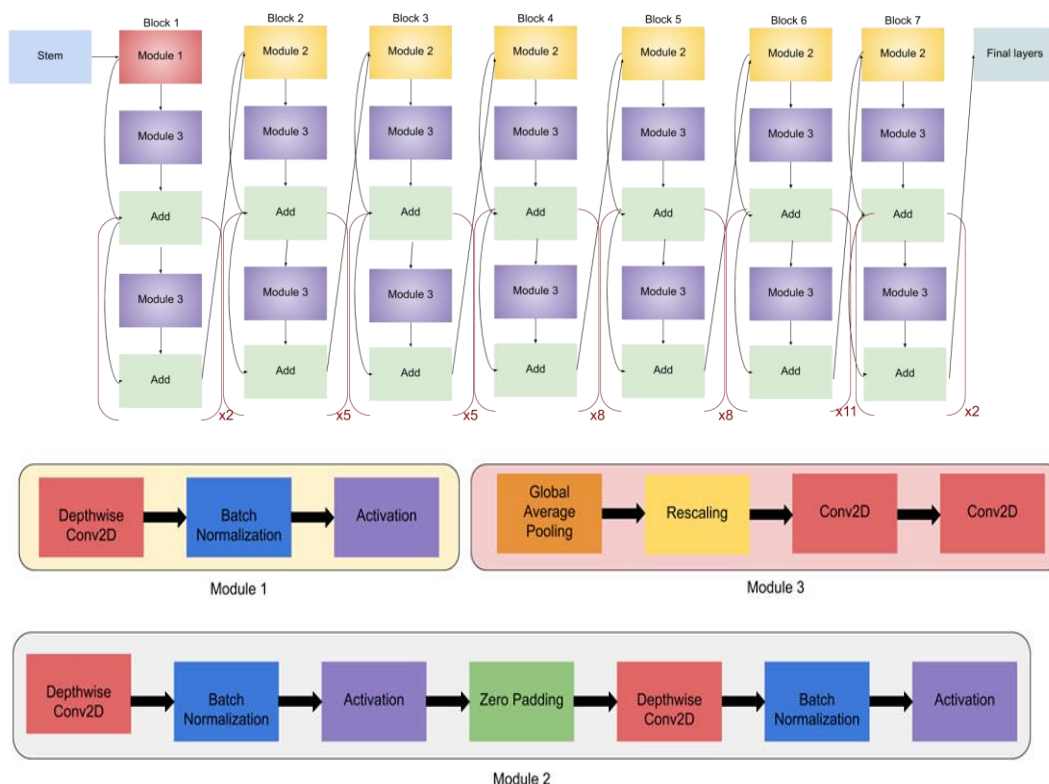 Block 1
Block 2
Block 3
Block 4
Block 5
Block 6
Block 7
Stem
Module 1
Module 2
Module 2
Module 2
Module 2
Module 2
Module 2
Final layers
Module 3
Module 3
Module 3
Module 3
Module 3
Module 3
Module 3
Add
Add
Add
Add
Add
Add
Add
Module 3
Module 3
Module 3
Module 3
Module 3
Module 3
Module 3
Add
Add
Add
Add
Add
Add
Add
x2
x5
x5
x8
x8
x11
x2
Depthwise
Conv2D
Batch
Normalization
Activation
Module 1
Global
Average
Pooling
Rescaling
Conv2D
Conv2D
Module 3
Depthwise
Conv2D
Batch
Normalization
Activation
Zero Padding
Depthwise
Conv2D
Batch
Normalization
Activation
Module 2